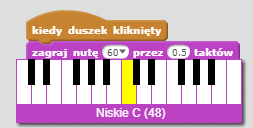 kiedy duszek kliknięty
zagraj nutę 60 przez 0.5 taktów
Niskie C (48)